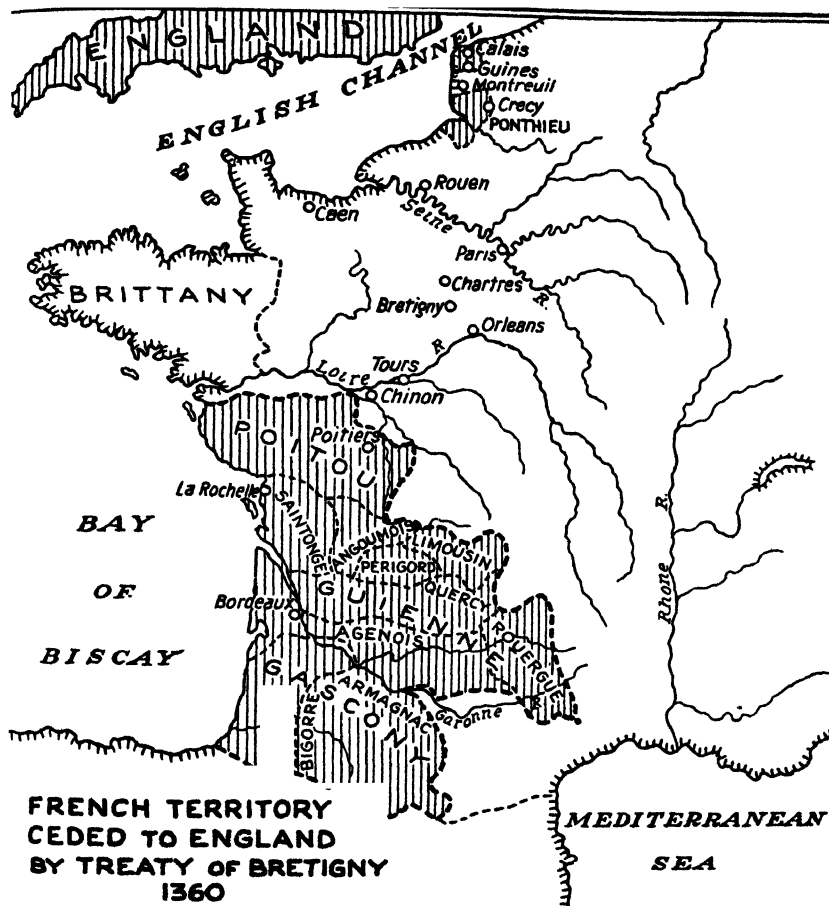 ENGLAND
ENGLISH CHANNEL
Calais
Guines
Montreuil
Crecy
PONTHIEU
Rouen
Caen
Seine
R.
Paris
BRITTANY
Chartres
Bretigny
Orleans
Loire
R
Tours
Chinon
POITOU
Poitiers
La Rochelle
SAINTONGE
ANGOUMOIS
LIMOUSIN
PERIGORD
BAY
OF
BISCAY
GUIENNE
QUERCY
Bordeaux
AGENOIS
ROUERGUE
Rhone R.
GASCONY
ARMAGNAC
BIGORRE
Garonne
R.
FRENCH TERRITORY
CEDED TO ENGLAND
BY TREATY OF BRETIGNY
1360
MEDITERRANEAN
SEA